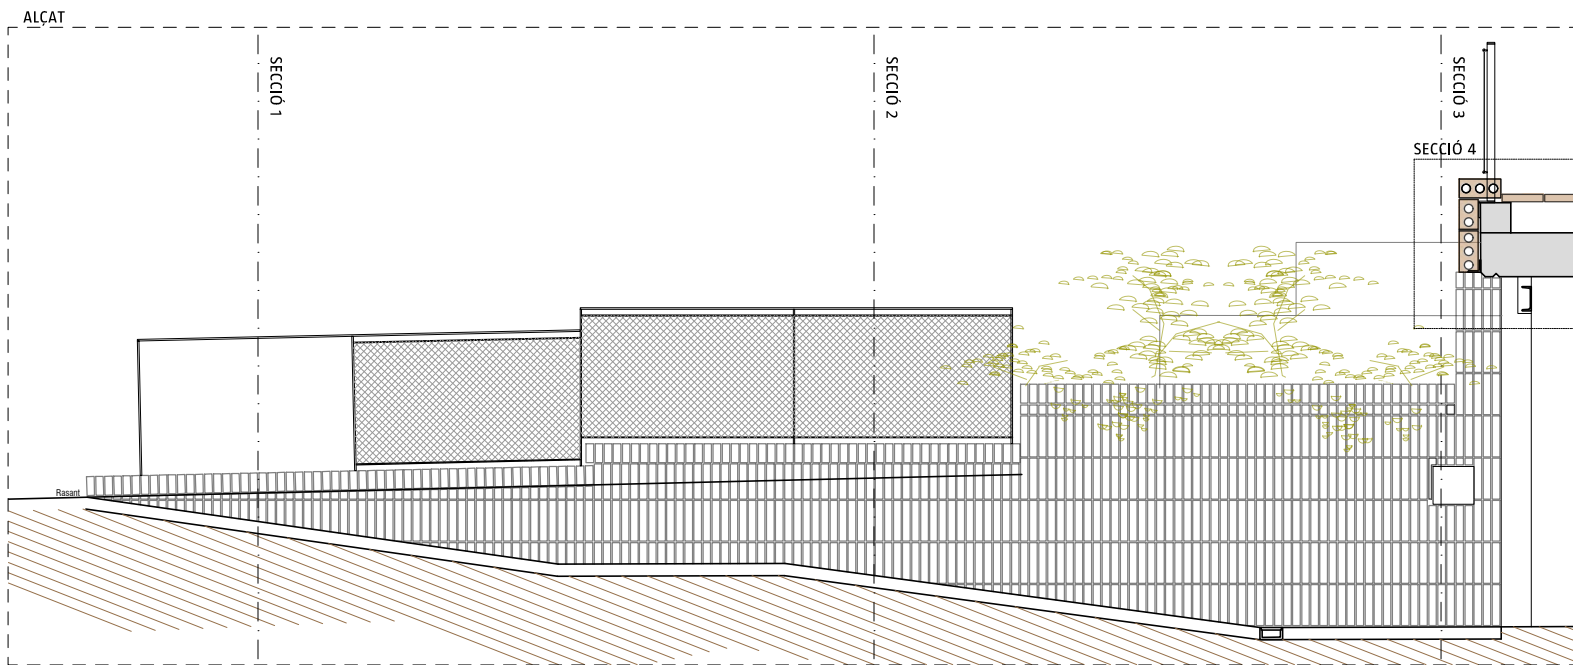 ALÇAT
SECCIÓ 1
SECCIÓ 2
SECCIÓ 3
SECCIÓ 4
Rasant